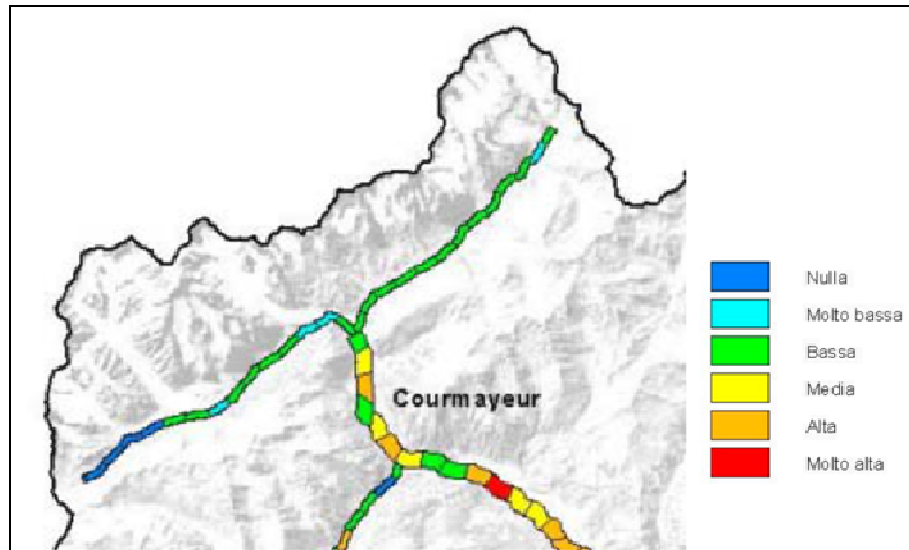 Courmayeur
Nulla
Molto bassa
Bassa
Media
Alta
Molto alta